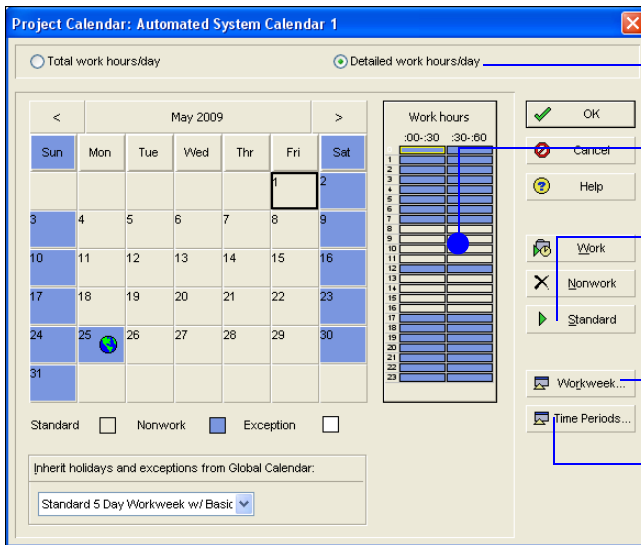 Project Calendar: Automated System Calendar 1
Total work hours/day
Detailed work hours/day
< May 2009 >
Sun Mon Tue Wed Thr Fri Sat
1 2
3 4 5 6 7 8 9
10 11 12 13 14 15 16
17 18 19 20 21 22 23
24 25 26 27 28 29 30
31
Standard Nonwork Exception
Inherit holidays and exceptions from Global Calendar:
Standard 5 Day Workweek w/ Basic
Work hours
:00-:30 :30-:60
1
2
3
4
5
6
7
8
9
10
11
12
13
14
15
16
17
18
19
20
21
22
23
OK
Cancel
Help
Work
Nonwork
Standard
Workweek...
Time Periods...